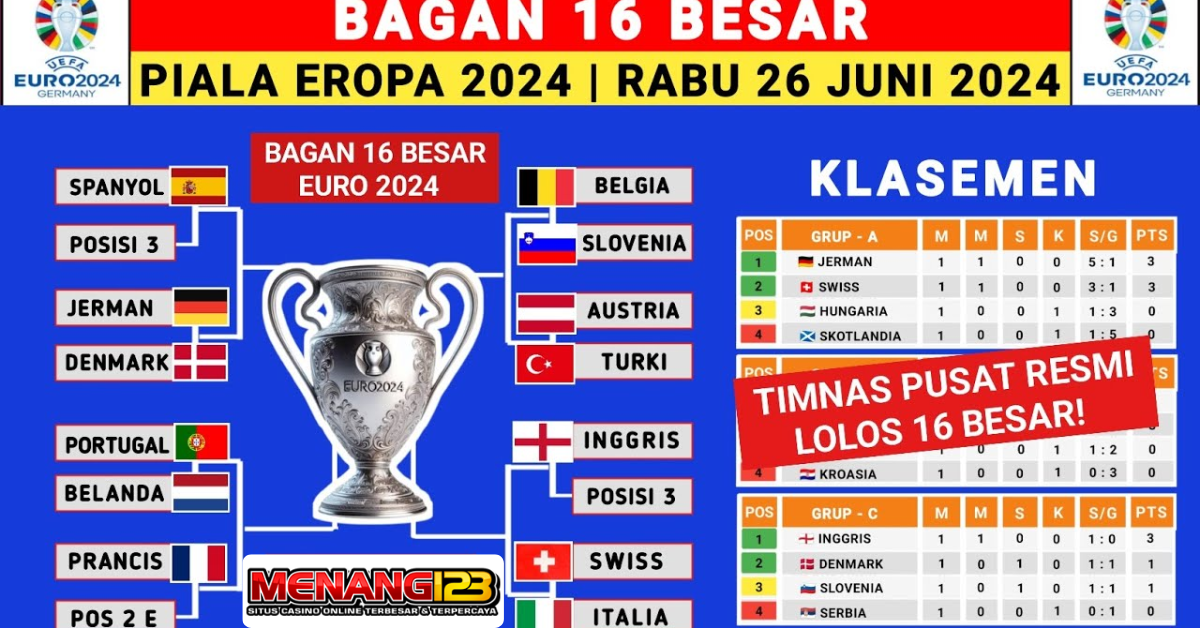 BAGAN 16 BESAR
UEFA
EURO2024
GERMANY
PIALA EROPA 2024 | RABU 26 JUNI 2024
UEFA
EURO2024
GERMANY
BAGAN 16 BESAR
EURO 2024
SPANYOL
POSISI 3
JERMAN
DENMARK
PORTUGAL
BELANDA
PRANCIS
POS 2 E
EURO2024
BELGIA
SLOVENIA
AUSTRIA
TURKI
INGGRIS
POSISI 3
SWISS
ITALIA
MENANG123
SITUS CASINO ONLINE TERBESAR & TERPERCAYA
KLASEMEN
POS GRUP - A M M S K S/G PTS
1 JERMAN 1 1 0 0 5 : 1 3
2 SWISS 1 1 0 0 3 : 1 3
3 HUNGARIA 1 0 0 1 1 : 3 0
4 SKOTLANDIA 1 0 0 1 1 : 5 0
TIMNAS PUSAT RESMI
LOLOS 16 BESAR!
1 0 0 1 1 : 2 0
4 KROASIA 1 0 0 1 0 : 3 0
POS GRUP - C M M S K S/G PTS
1 INGGRIS 1 1 0 0 1 : 0 3
2 DENMARK 1 0 1 0 1 : 1 1
3 SLOVENIA 1 0 1 0 1 : 1 1
4 SERBIA 1 0 0 1 0 : 1 0